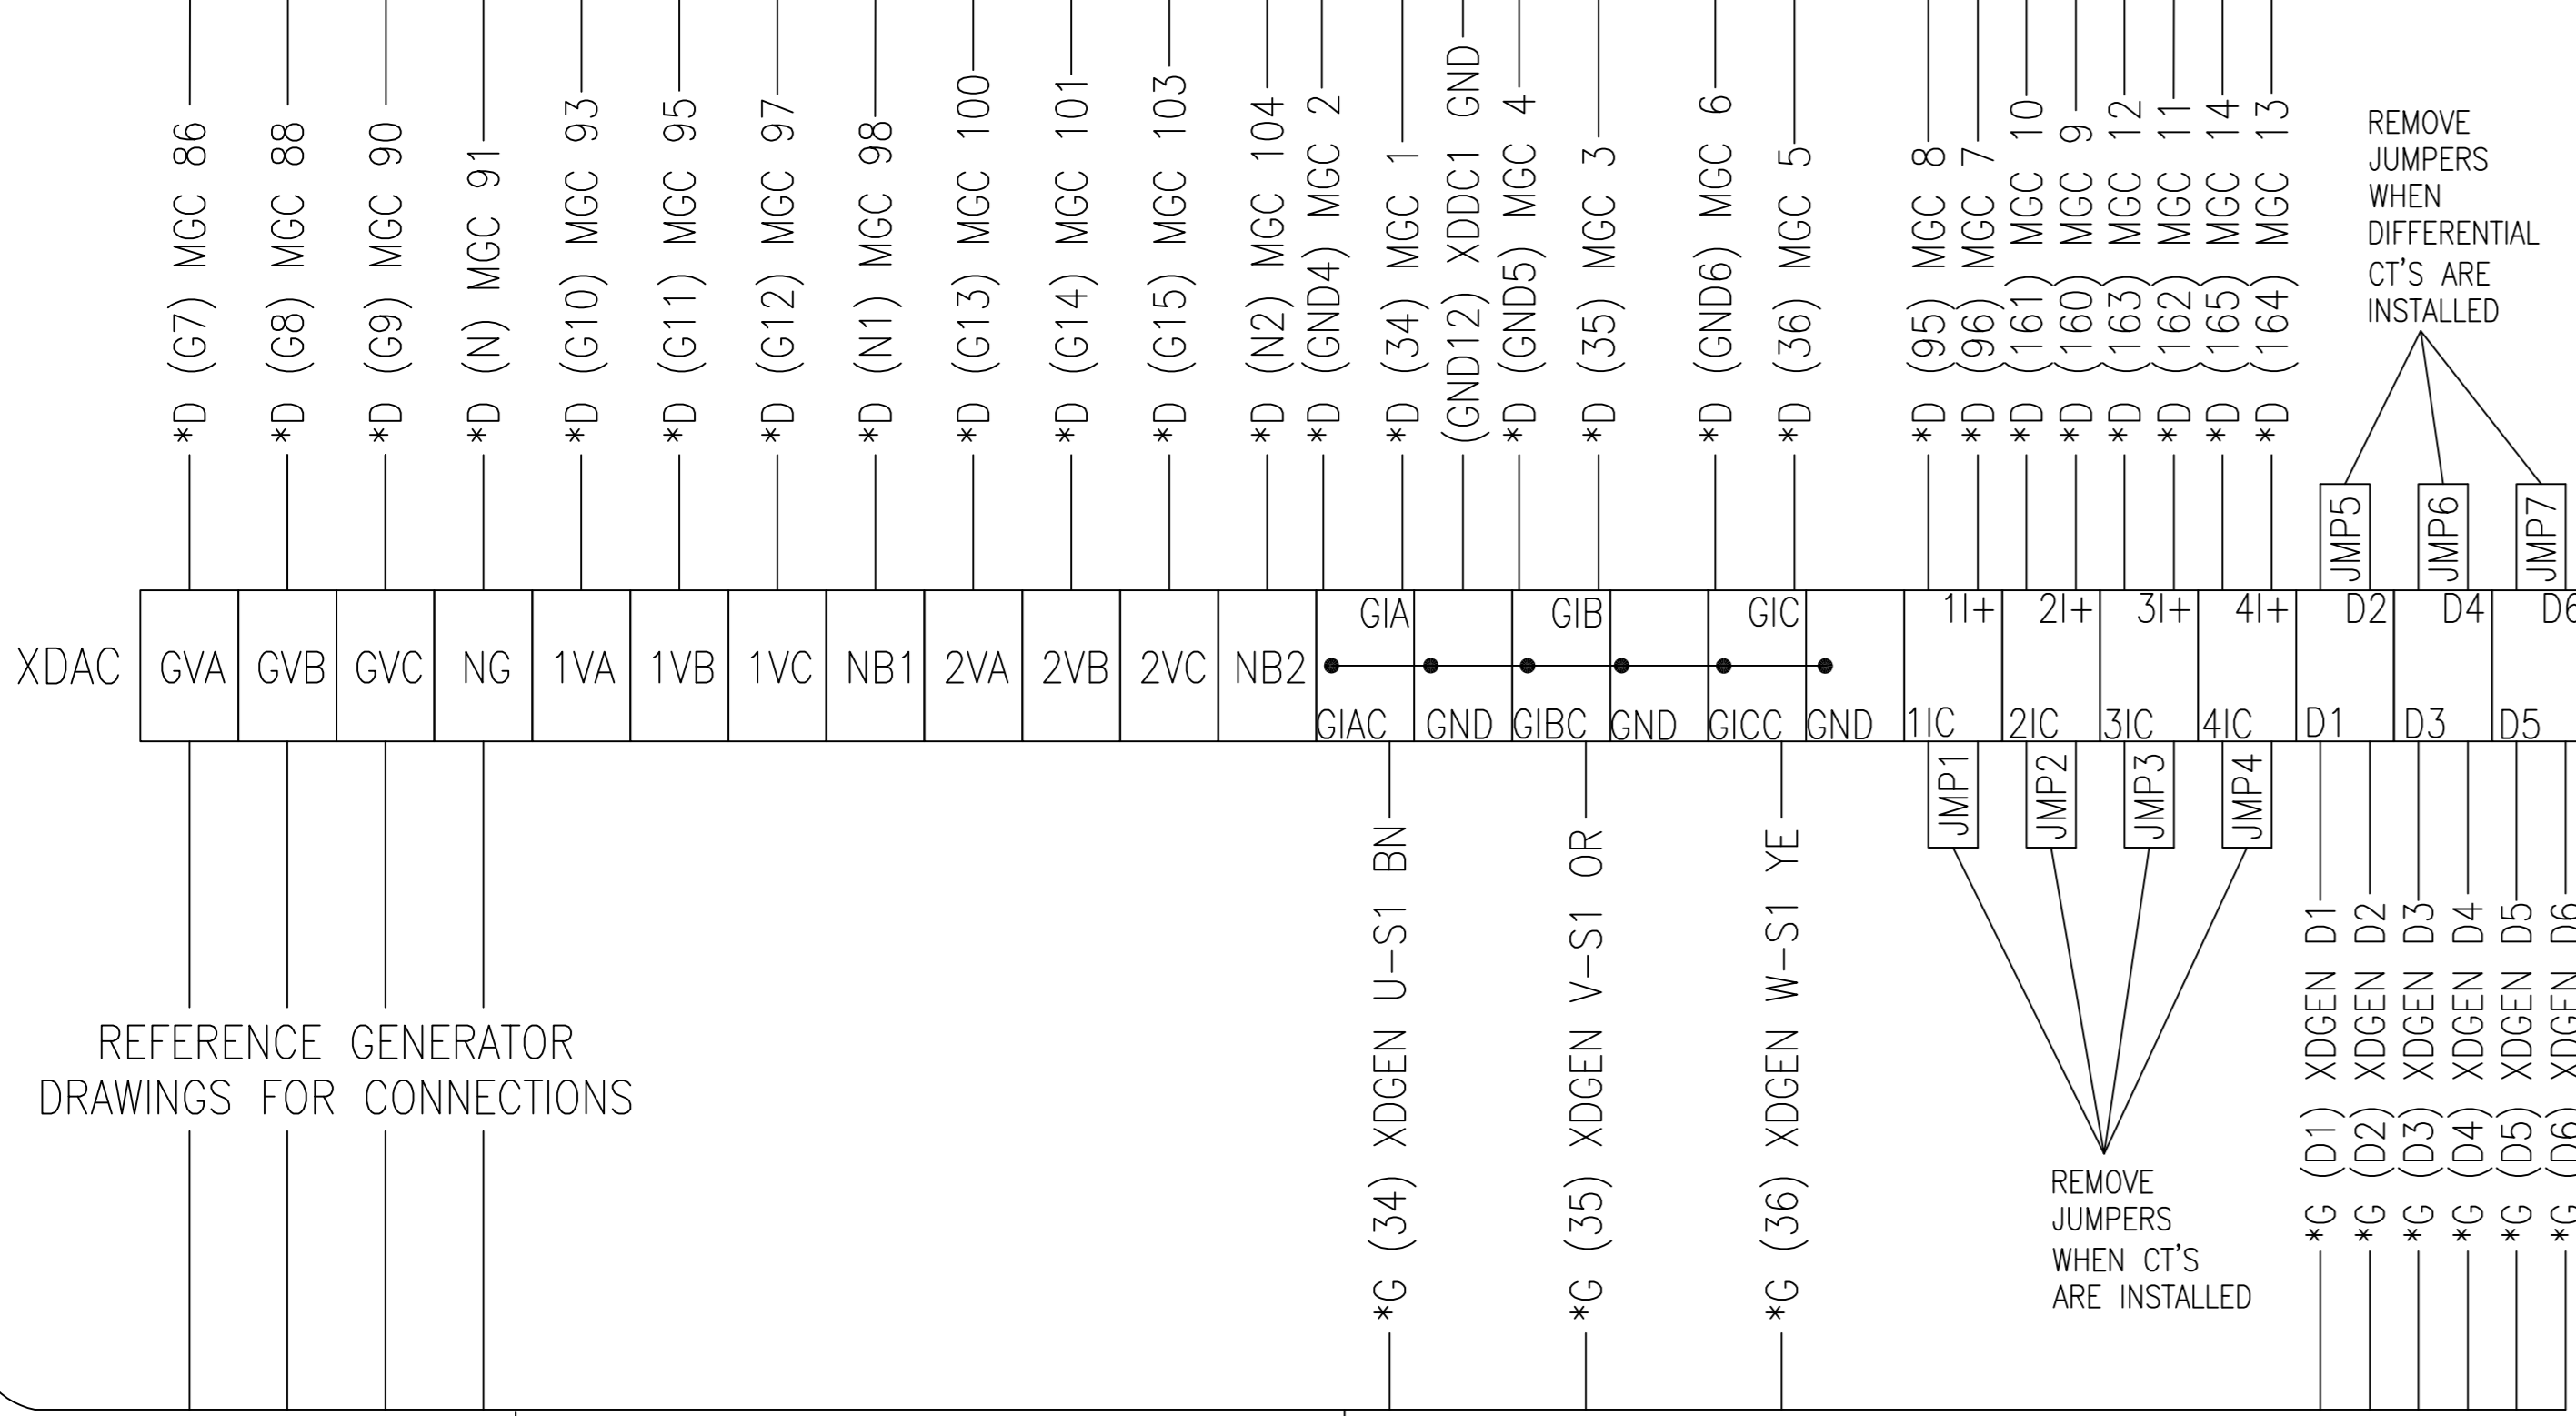 *D (G7) MGC 86
*D (G8) MGC 88
*D (G9) MGC 90
*D (N) MGC 91
*D (G10) MGC 93
*D (G11) MGC 95
*D (G12) MGC 97
*D (N1) MGC 98
*D (G13) MGC 100
*D (G14) MGC 101
*D (G15) MGC 103
*D (N2) MGC 104
*D (GND4) MGC 2
*D (34) MGC 1
(GND12) XDDC1 GND
*D (GND5) MGC 4
*D (35) MGC 3
*D (GND6) MGC 6
*D (36) MGC 5
*D (95) MGC 8
*D (96) MGC 7
*D (161) MGC 10
*D (160) MGC 9
*D (163) MGC 12
*D (162) MGC 11
*D (165) MGC 14
*D (164) MGC 13
REMOVE
JUMPERS
WHEN
DIFFERENTIAL
CT'S ARE
INSTALLED
JMP5
JMP6
JMP7
GIA
GIB
GIC
1I+
2I+
3I+
4I+
D2
D4
D6
XDAC
GVA
GVB
GVC
NG
1VA
1VB
1VC
NB1
2VA
2VB
2VC
NB2
GIAC
GND
GIBC
GND
GICC
GND
1IC
2IC
3IC
4IC
D1
D3
D5
JMP1
JMP2
JMP3
JMP4
*G (34) XDGEN U-S1 BN
*G (35) XDGEN V-S1 OR
*G (36) XDGEN W-S1 YE
*G (D1) XDGEN D1
*G (D2) XDGEN D2
*G (D3) XDGEN D3
*G (D4) XDGEN D4
*G (D5) XDGEN D5
*G (D6) XDGEN D6
REFERENCE GENERATOR
DRAWINGS FOR CONNECTIONS
REMOVE
JUMPERS
WHEN CT'S
ARE INSTALLED